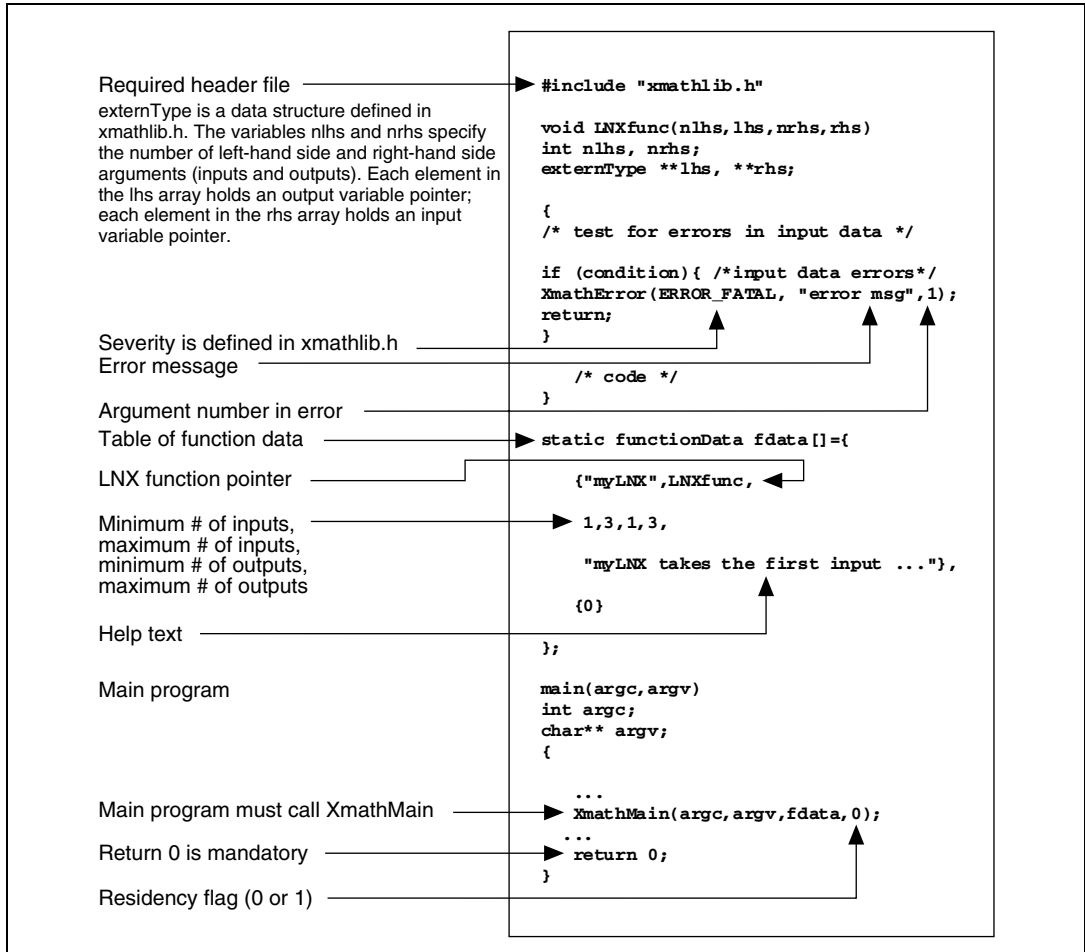 Required header file
externType is a data structure defined in
xmathlib.h. The variables nlhs and nrhs specify
the number of left-hand side and right-hand side
arguments (inputs and outputs). Each element in
the lhs array holds an output variable pointer;
each element in the rhs array holds an input
variable pointer.
Severity is defined in xmathlib.h
Error message
Argument number in error
Table of function data
LNX function pointer
Minimum # of inputs,
maximum # of inputs,
minimum # of outputs,
maximum # of outputs
Help text
Main program
Main program must call XmathMain
Return 0 is mandatory
Residency flag (0 or 1)
#include "xmathlib.h"
void LNXfunc(nlhs,lhs,nrhs,rhs)
int nlhs, nrhs;
externType **lhs, **rhs;
{
/* test for errors in input data */
if (condition){ /*input data errors*/
XmathError(ERROR_FATAL, "error msg",1);
return;
}
/* code */
}
static functionData fdata[]={
{"myLNX",LNXfunc,
1,3,1,3,
"myLNX takes the first input ..."},
{0}
};
main(argc,argv)
int argc;
char** argv;
{
...
XmathMain(argc,argv,fdata,0);
...
return 0;
}